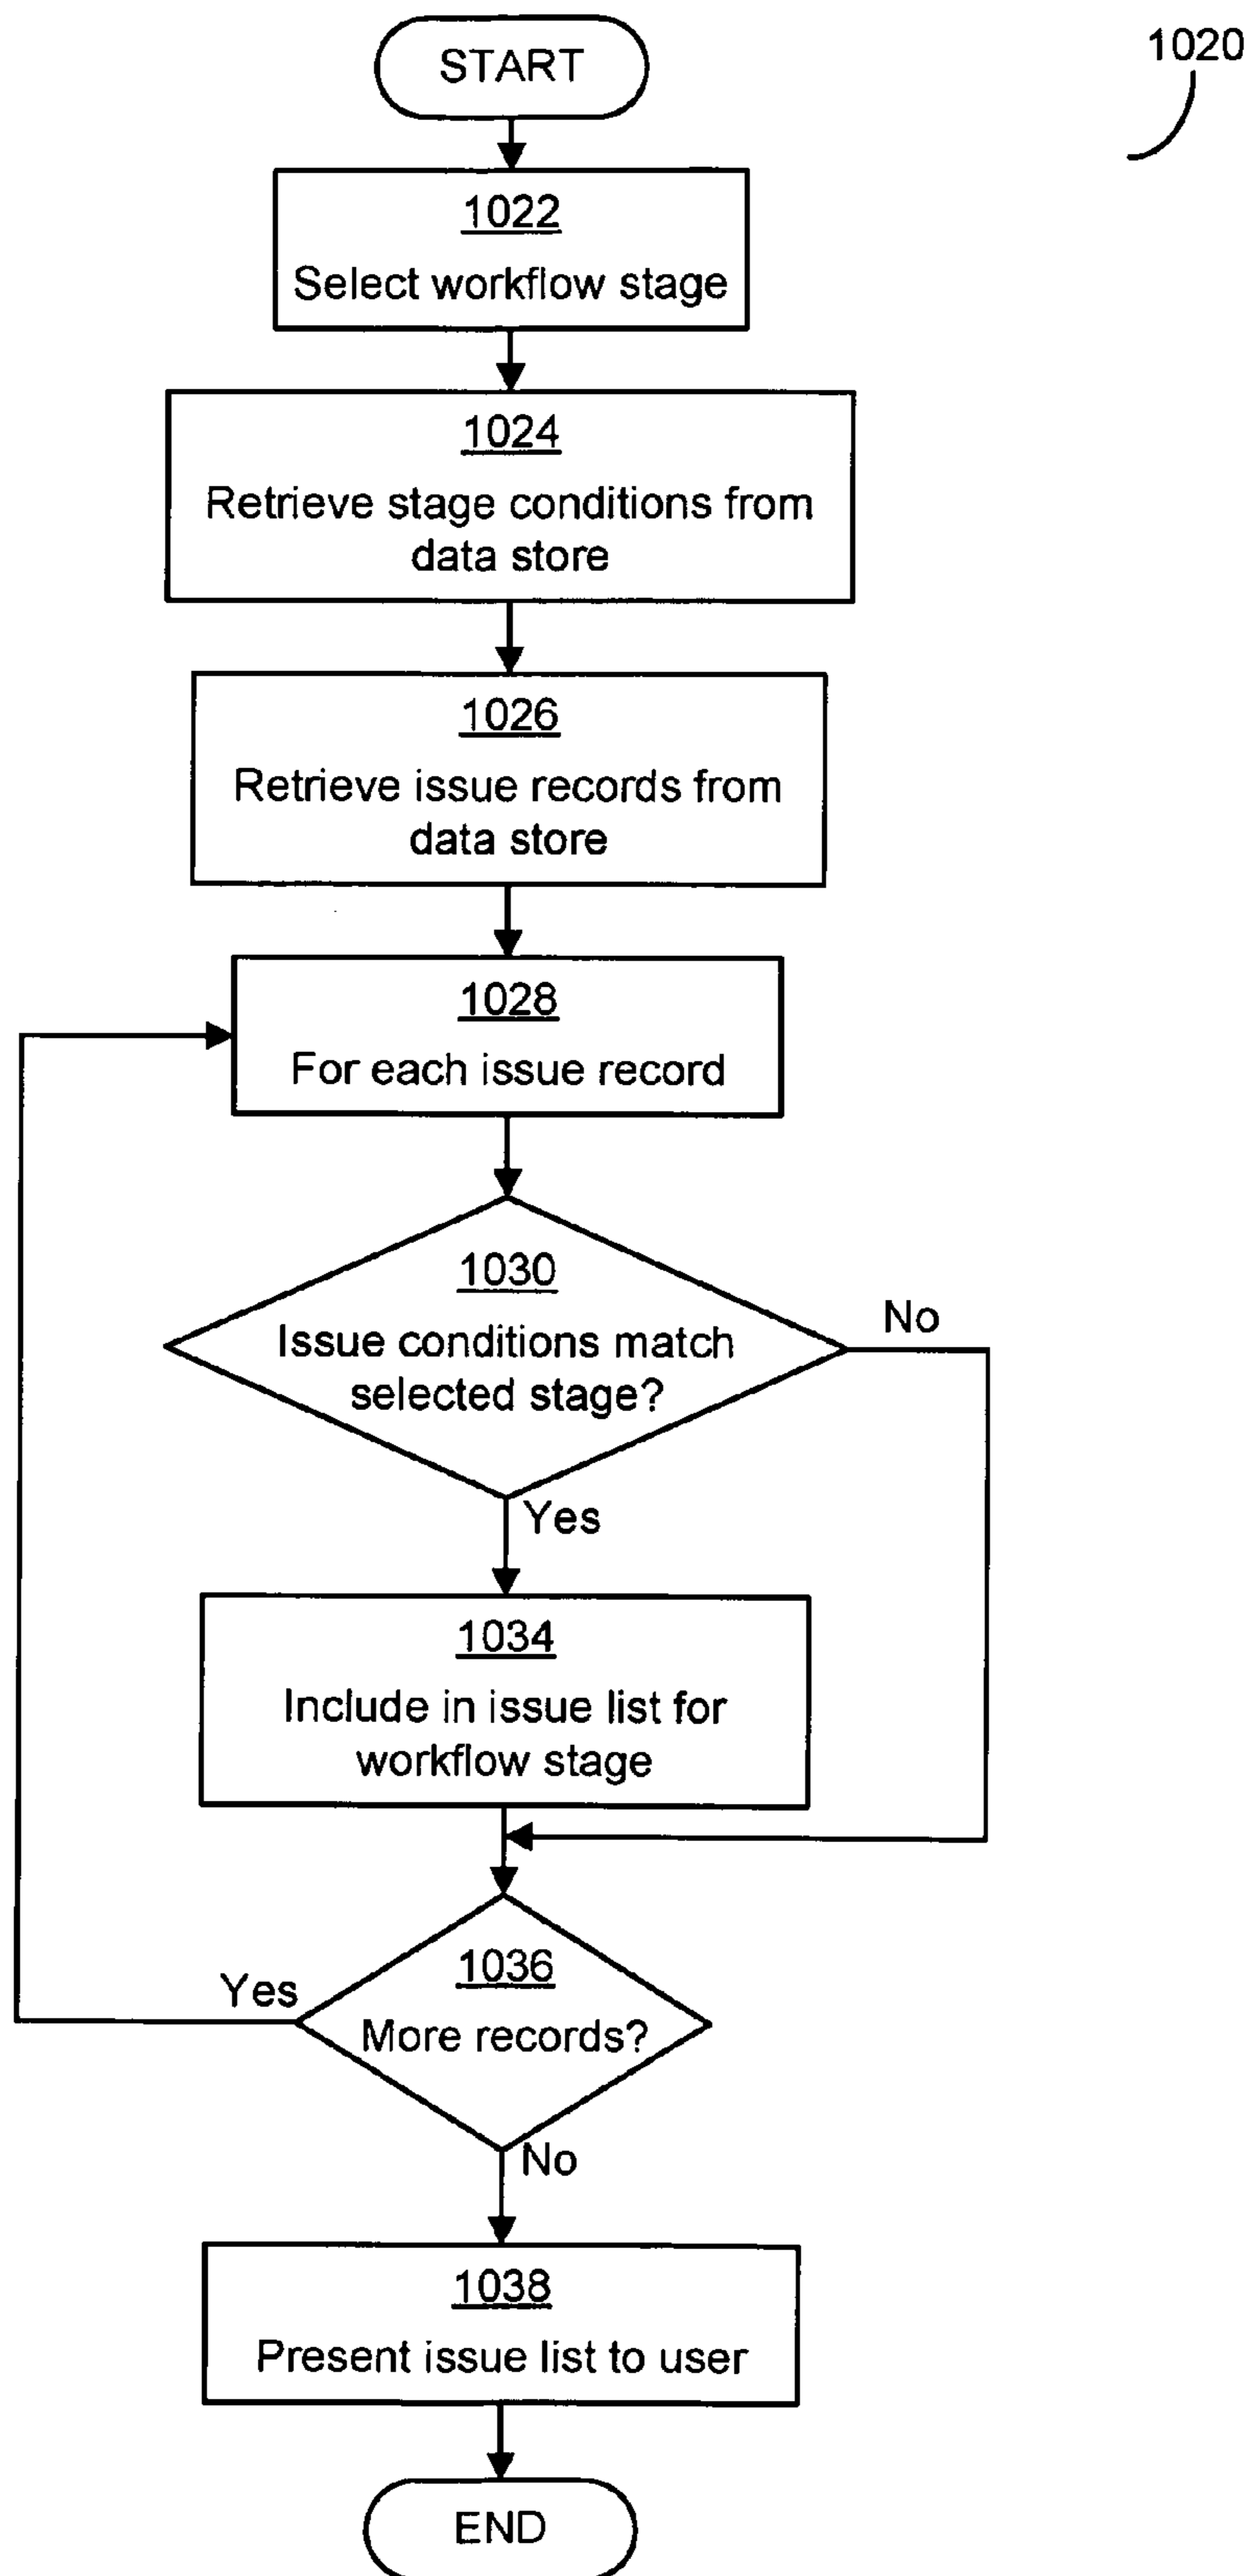 START
1020
1022
Select workflow stage
1024
Retrieve stage conditions from
data store
1026
Retrieve issue records from
data store
1028
For each issue record
1030
Issue conditions match
selected stage?
No
Yes
1034
Include in issue list for
workflow stage
1036
More records?
Yes
No
1038
Present issue list to user
END